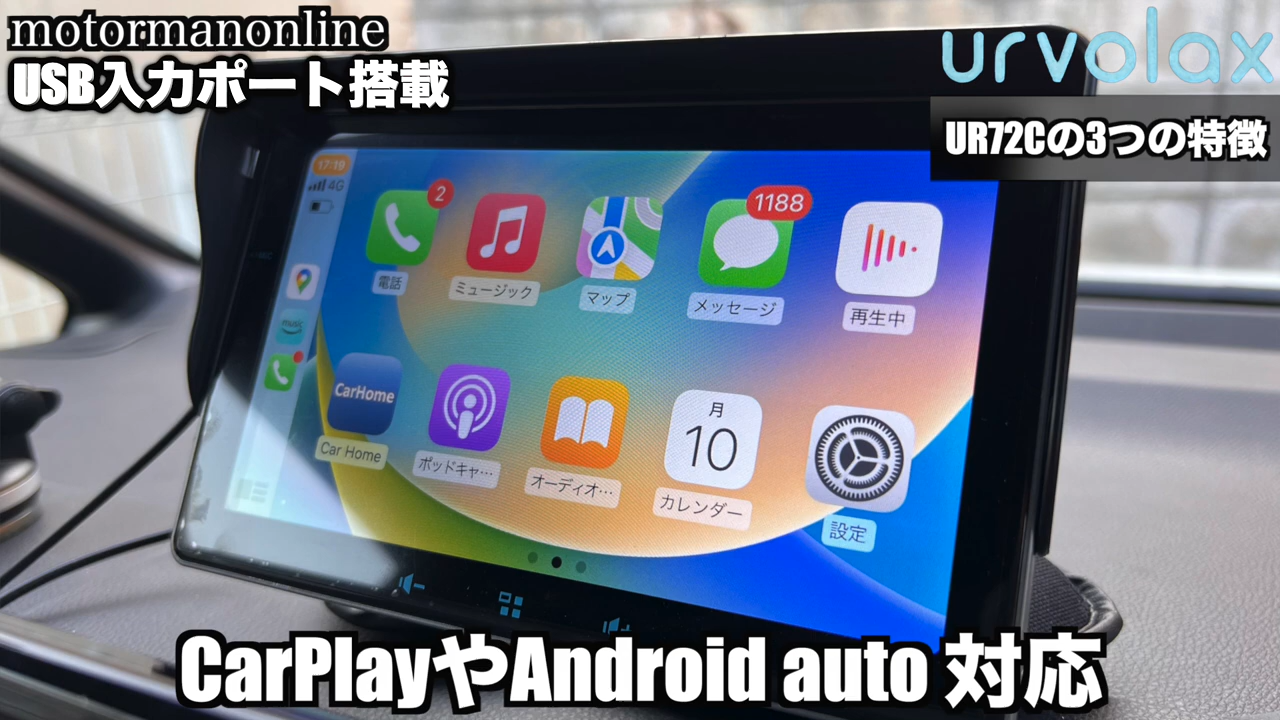 motormanonline
USB入力ポート搭載
urvolax
UR72Cの3つの特徴
17:19
4G
2
1188
電話
ミュージック
マップ
メッセージ
再生中
music
CarHome
月
10
Car Home
ポッドキャ…
オーディオ…
カレンダー
設定
CarPlayやAndroid auto 対応